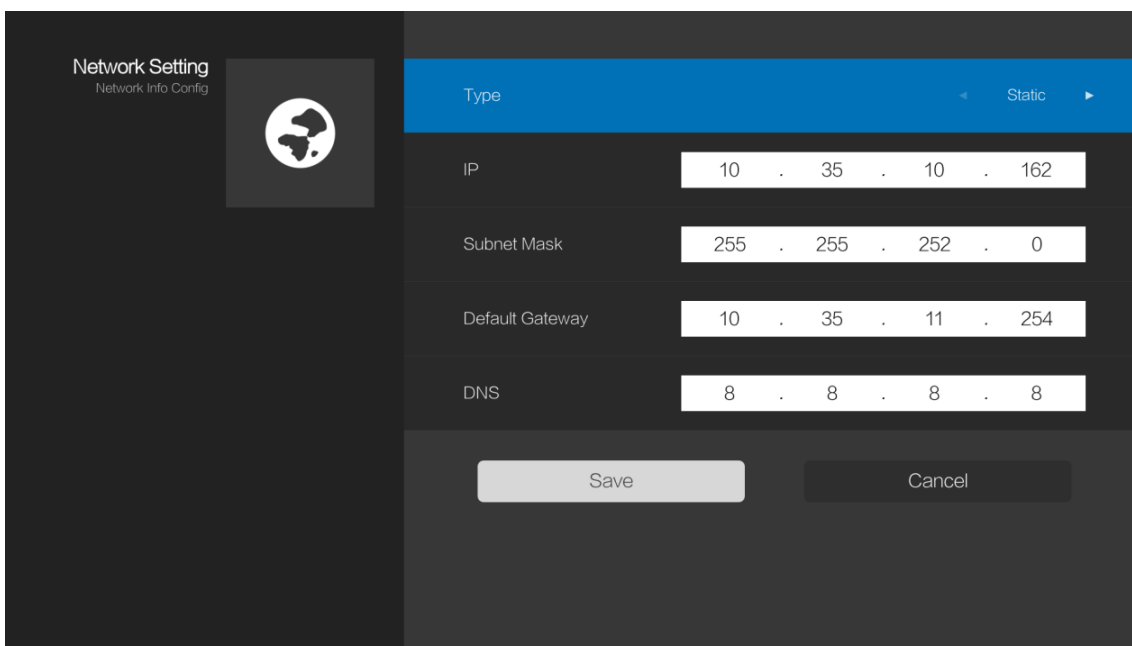 Network Setting
Network Info Config
Type ◄ Static ►
IP 10 . 35 . 10 . 162
Subnet Mask 255 . 255 . 252 . 0
Default Gateway 10 . 35 . 11 . 254
DNS 8 . 8 . 8 . 8
Save Cancel